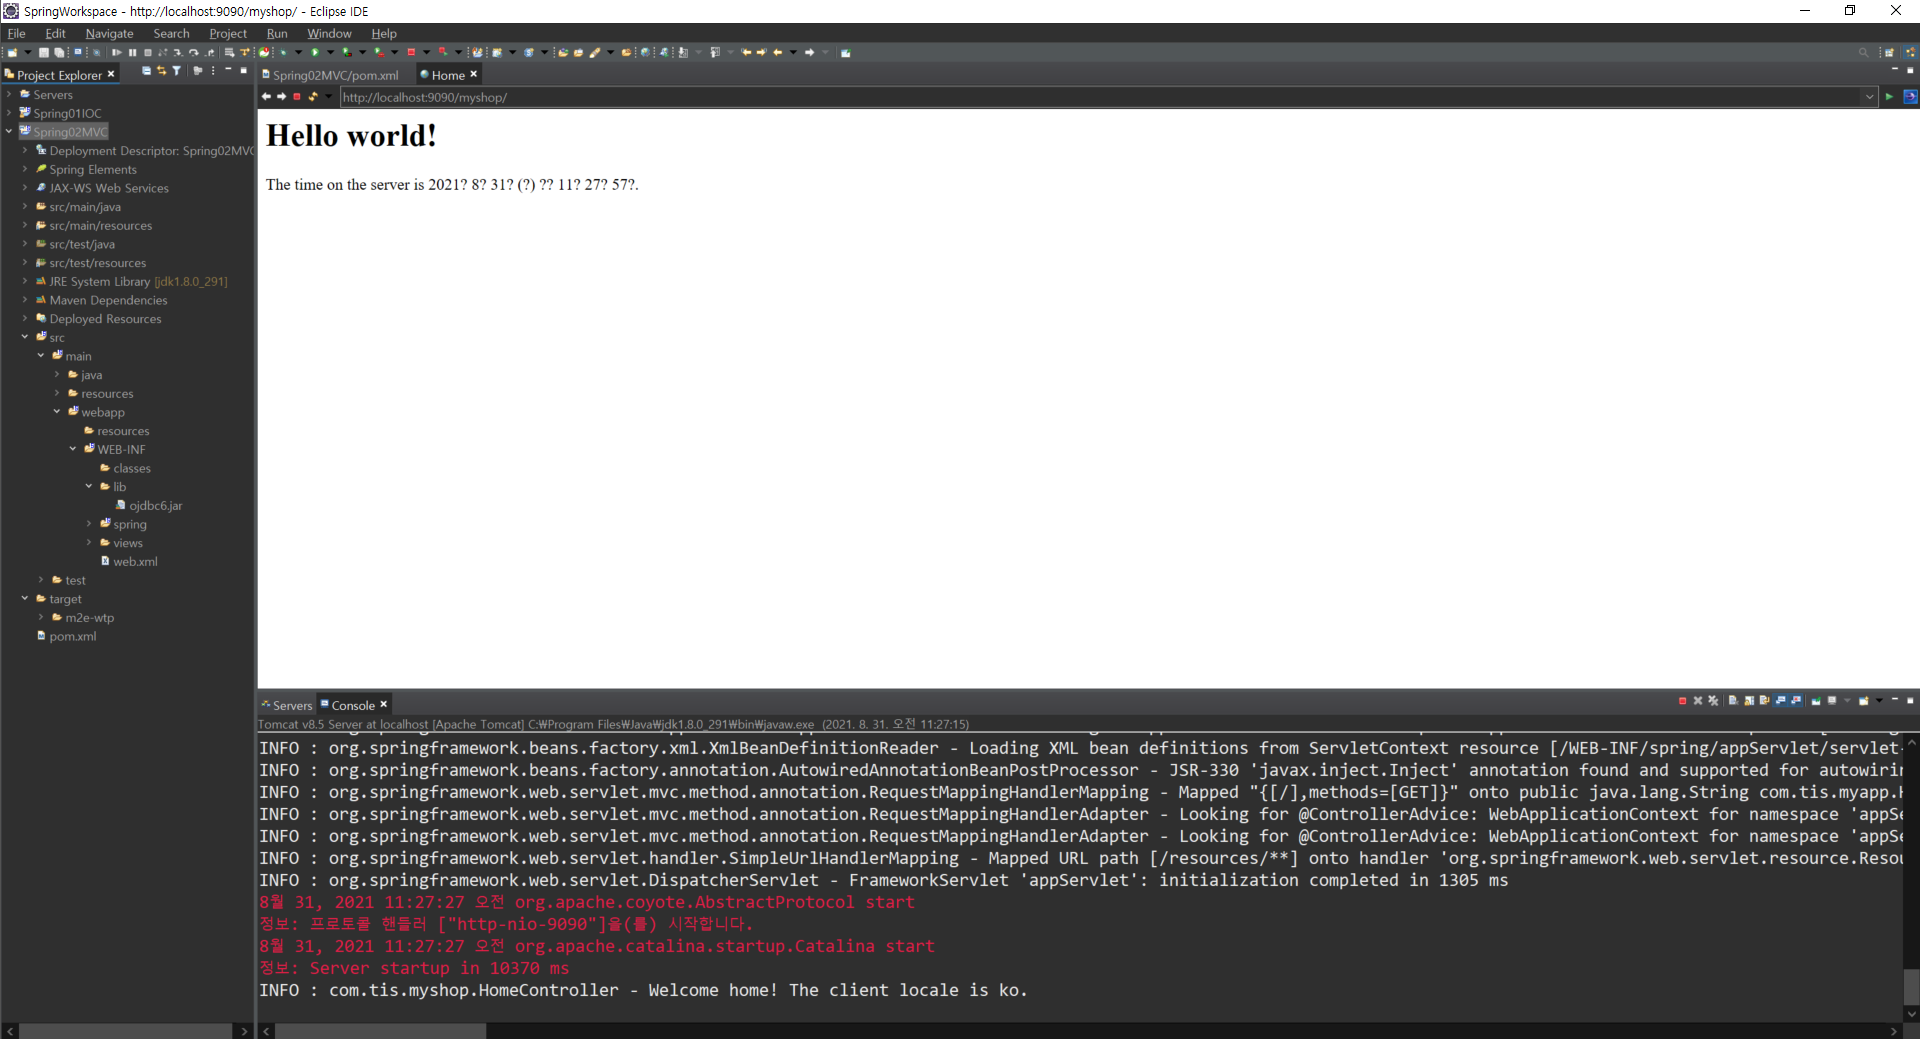 SpringWorkspace - http://localhost:9090/myshop/ - Eclipse IDE
File Edit Navigate Search Project Run Window Help
Project Explorer
Spring02MVC/pom.xml
Home
http://localhost:9090/myshop/
Servers
Spring01IOC
Spring02MVC
Deployment Descriptor: Spring02MVC
Spring Elements
JAX-WS Web Services
src/main/java
src/main/resources
src/test/java
src/test/resources
JRE System Library [jdk1.8.0_291]
Maven Dependencies
Deployed Resources
src
main
java
resources
webapp
resources
WEB-INF
classes
lib
ojdbc6.jar
spring
views
web.xml
test
target
m2e-wtp
pom.xml
Hello world!
The time on the server is 2021? 8? 31? (?) ?? 11? 27? 57?.
Servers
Console
Tomcat v8.5 Server at localhost [Apache Tomcat] C:₩Program Files₩Java₩jdk1.8.0_291₩bin₩javaw.exe (2021. 8. 31. 오전 11:27:15)
INFO : org.springframework.beans.factory.xml.XmlBeanDefinitionReader - Loading XML bean definitions from ServletContext resource [/WEB-INF/spring/appServlet/servlet-
INFO : org.springframework.beans.factory.annotation.AutowiredAnnotationBeanPostProcessor - JSR-330 'javax.inject.Inject' annotation found and supported for autowirin
INFO : org.springframework.web.servlet.mvc.method.annotation.RequestMappingHandlerMapping - Mapped "{[/],methods=[GET]}" onto public java.lang.String com.tis.myapp.H
INFO : org.springframework.web.servlet.mvc.method.annotation.RequestMappingHandlerAdapter - Looking for @ControllerAdvice: WebApplicationContext for namespace 'appSe
INFO : org.springframework.web.servlet.mvc.method.annotation.RequestMappingHandlerAdapter - Looking for @ControllerAdvice: WebApplicationContext for namespace 'appSe
INFO : org.springframework.web.servlet.handler.SimpleUrlHandlerMapping - Mapped URL path [/resources/**] onto handler 'org.springframework.web.servlet.resource.Resou
INFO : org.springframework.web.servlet.DispatcherServlet - FrameworkServlet 'appServlet': initialization completed in 1305 ms
8월 31, 2021 11:27:27 오전 org.apache.coyote.AbstractProtocol start
정보: 프로토콜 핸들러 ["http-nio-9090"]을(를) 시작합니다.
8월 31, 2021 11:27:27 오전 org.apache.catalina.startup.Catalina start
정보: Server startup in 10370 ms
INFO : com.tis.myshop.HomeController - Welcome home! The client locale is ko.